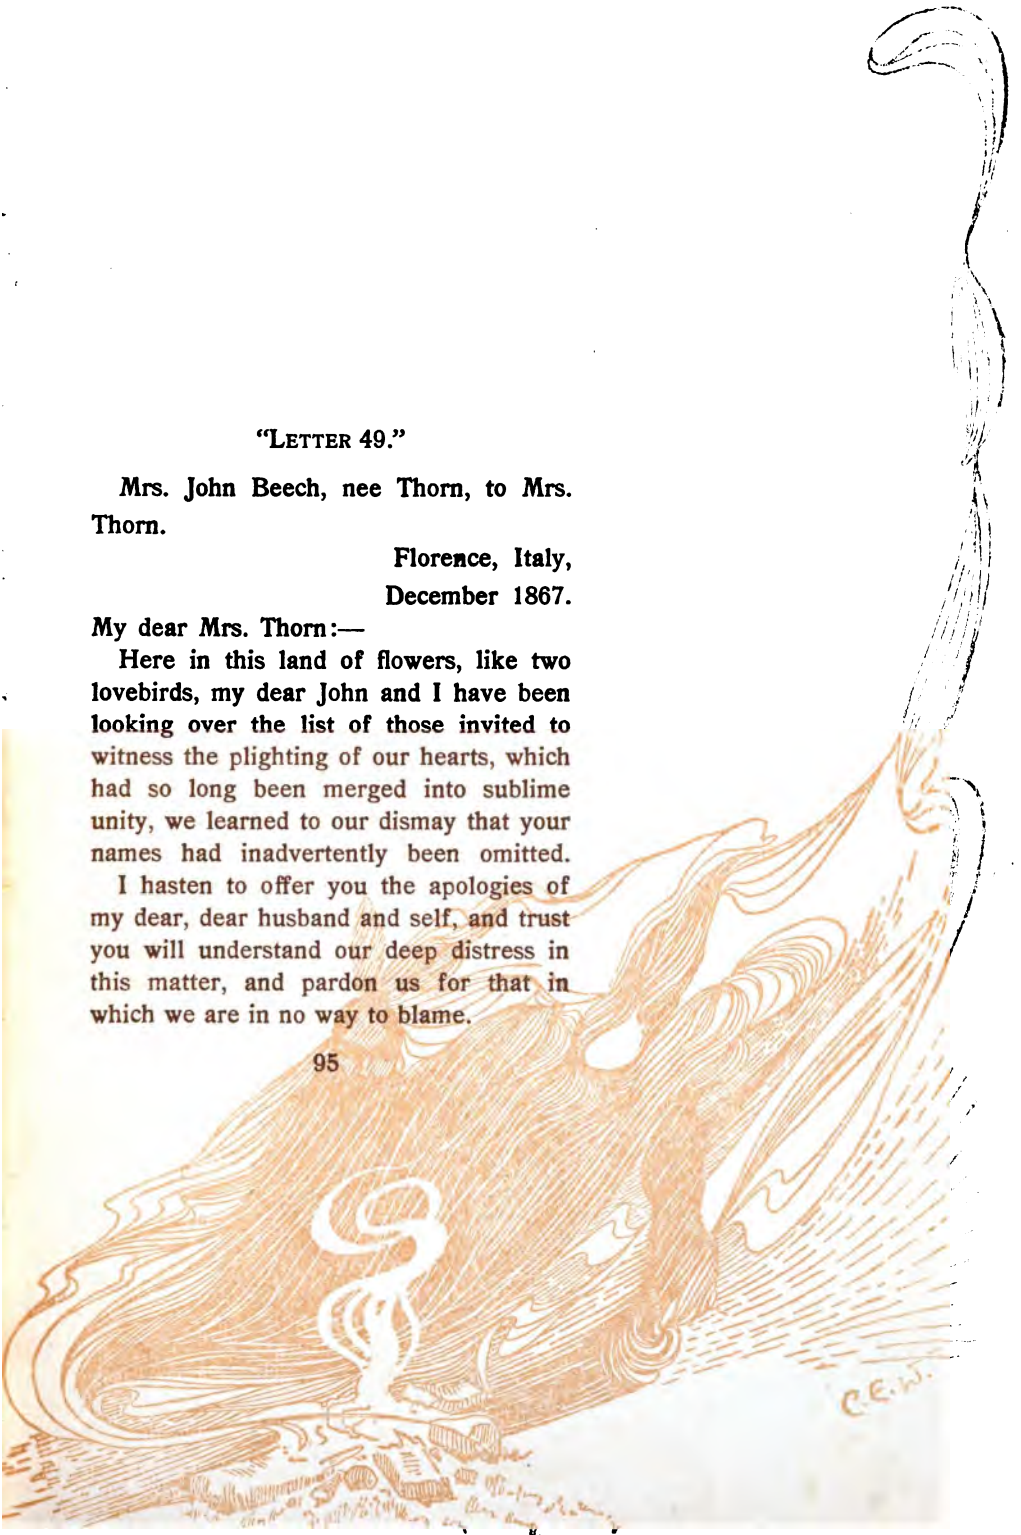 “LETTER 49.”
Mrs. John Beech, nee Thorn, to Mrs.
Thorn.
Florence, Italy,
December 1867.
My dear Mrs. Thorn:—
Here in this land of flowers, like two
lovebirds, my dear John and I have been
looking over the list of those invited to
witness the plighting of our hearts, which
had so long been merged into sublime
unity, we learned to our dismay that your
names had inadvertently been omitted.
I hasten to offer you the apologies of
my dear, dear husband and self, and trust
you will understand our deep distress in
this matter, and pardon us for that in
which we are in no way to blame.
95
C.E.W.